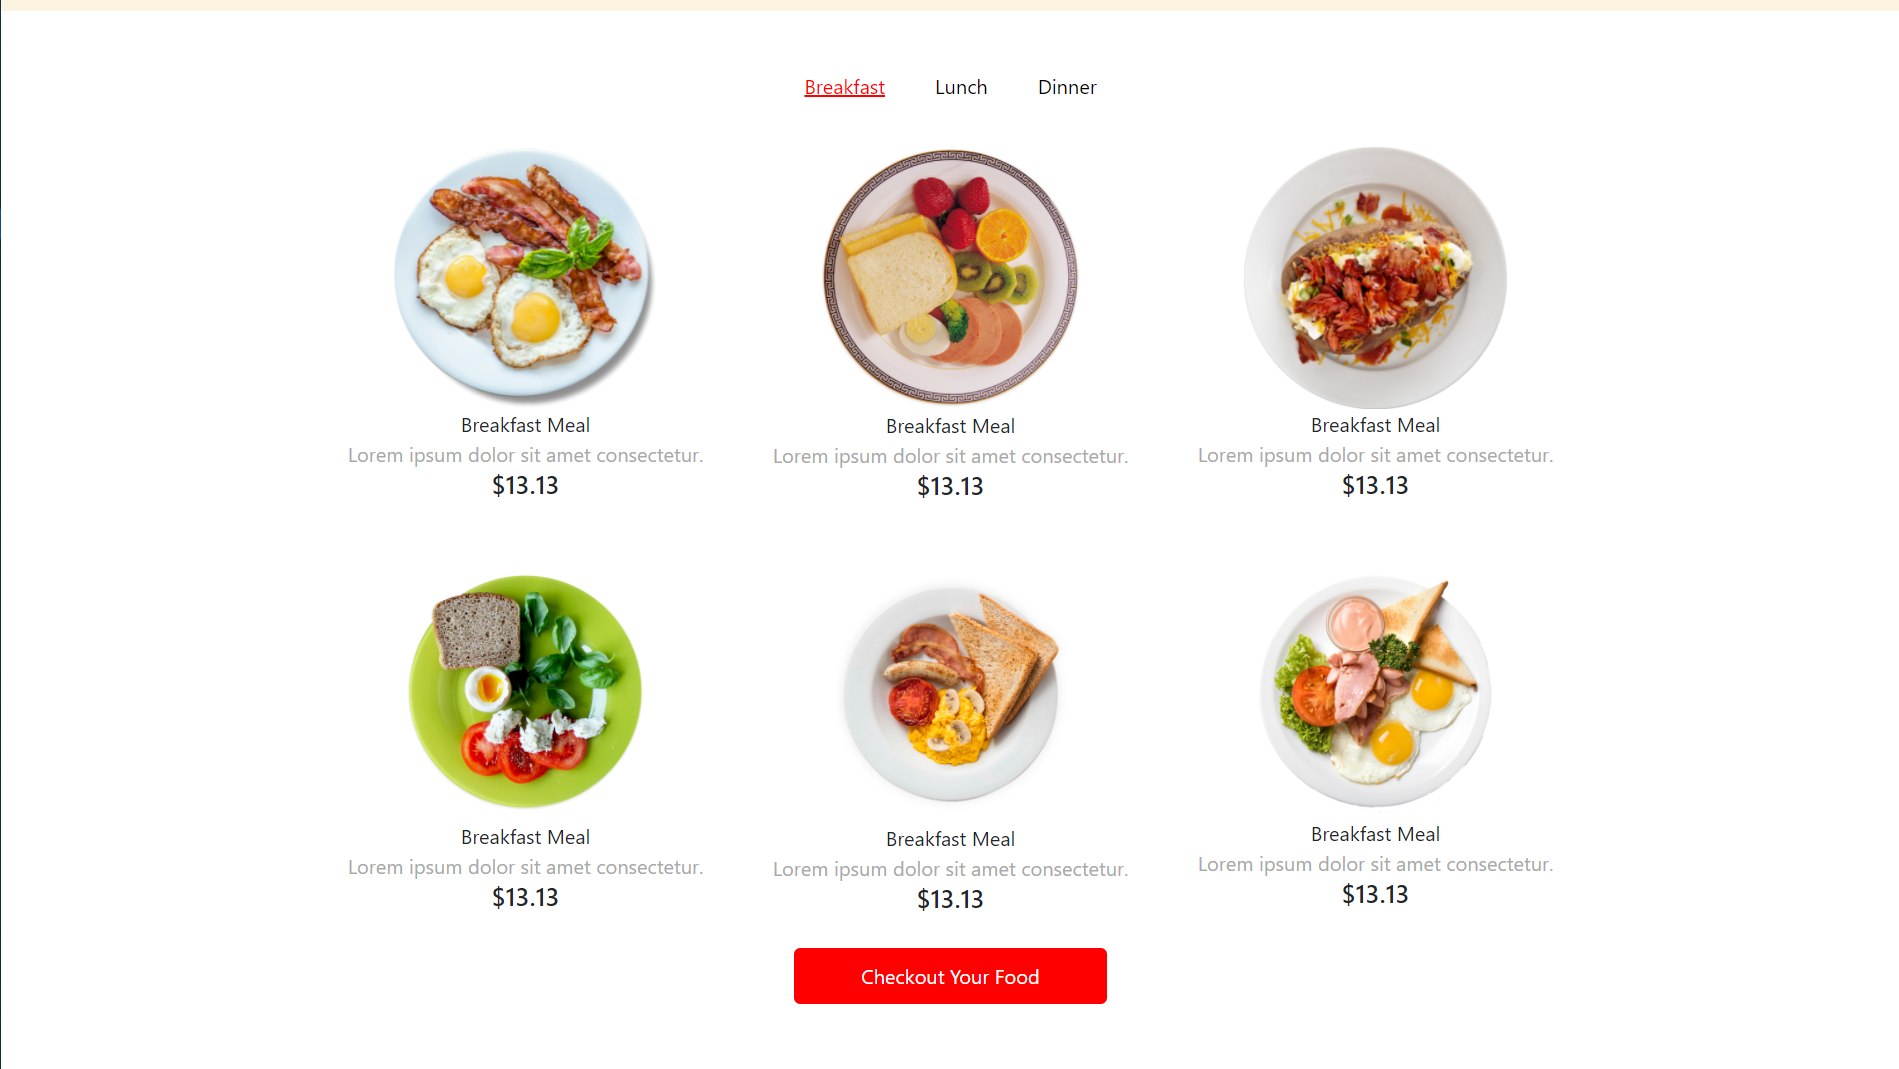 Breakfast Lunch Dinner
Breakfast Meal
Lorem ipsum dolor sit amet consectetur.
$13.13
Breakfast Meal
Lorem ipsum dolor sit amet consectetur.
$13.13
Breakfast Meal
Lorem ipsum dolor sit amet consectetur.
$13.13
Breakfast Meal
Lorem ipsum dolor sit amet consectetur.
$13.13
Breakfast Meal
Lorem ipsum dolor sit amet consectetur.
$13.13
Breakfast Meal
Lorem ipsum dolor sit amet consectetur.
$13.13
Checkout Your Food